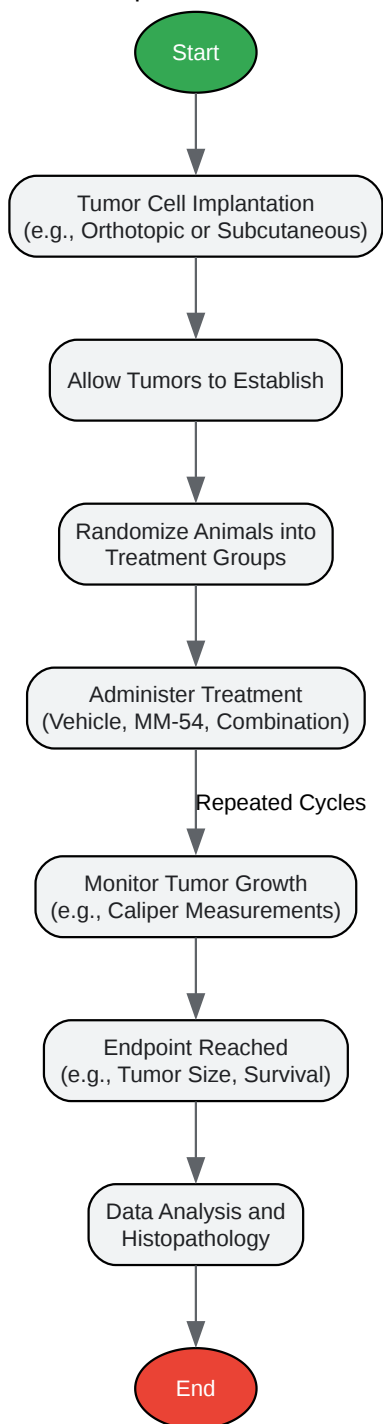 Start
Tumor Cell Implantation
(e.g., Orthotopic or Subcutaneous)
Allow Tumors to Establish
Randomize Animals into
Treatment Groups
Administer Treatment
(Vehicle, MM-54, Combination)
Repeated Cycles
Monitor Tumor Growth
(e.g., Caliper Measurements)
Endpoint Reached
(e.g., Tumor Size, Survival)
Data Analysis and
Histopathology
End